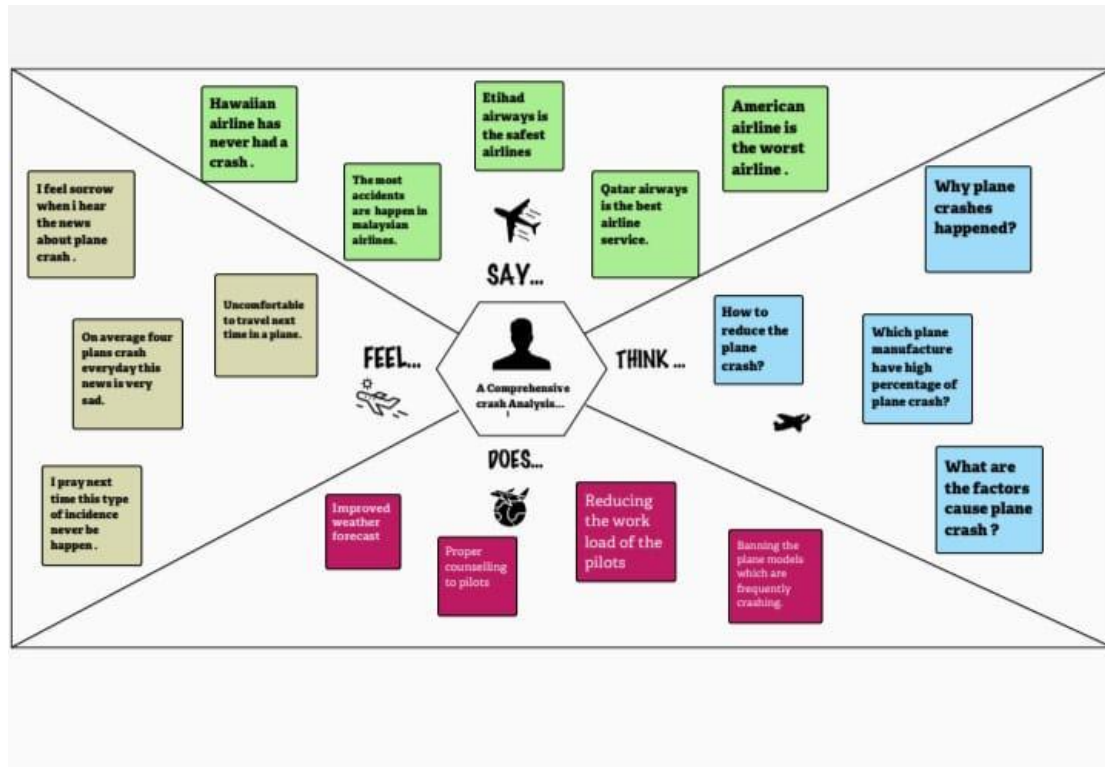 Hawaiian
airline has
never had a
crash .
Etihad
airways is
the safest
airlines
American
airline is
the worst
airline .
The most
accidents
are happen in
malaysian
airlines.
Qatar airways
is the best
airline
service.
SAY...
I feel sorrow
when i hear
the news
about plane
crash .
Uncomfortable
to travel next
time in a plane.
On average four
plans crash
everyday this
news is very
sad.
I pray next
time this type
of incidence
never be
happen .
FEEL...
A Comprehensive
crash Analysis...
THINK ...
Why plane
crashes
happened?
How to
reduce the
plane
crash?
Which plane
manufacture
have high
percentage of
plane crash?
What are
the factors
cause plane
crash ?
DOES...
Improved
weather
forecast
Proper
counselling
to pilots
Reducing
the work
load of the
pilots
Banning the
plane models
which are
frequently
crashing.